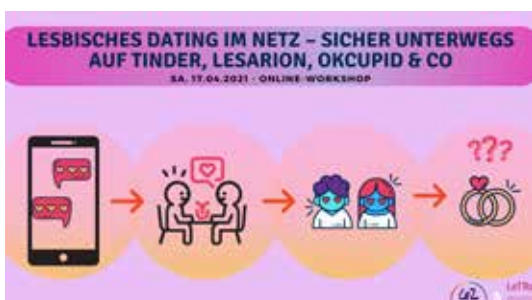 LESBISCHES DATING IM NETZ – SICHER UNTERWEGS
AUF TINDER, LESARION, OKCUPID & CO
SA. 17.04.2021 - ONLINE-WORKSHOP
???